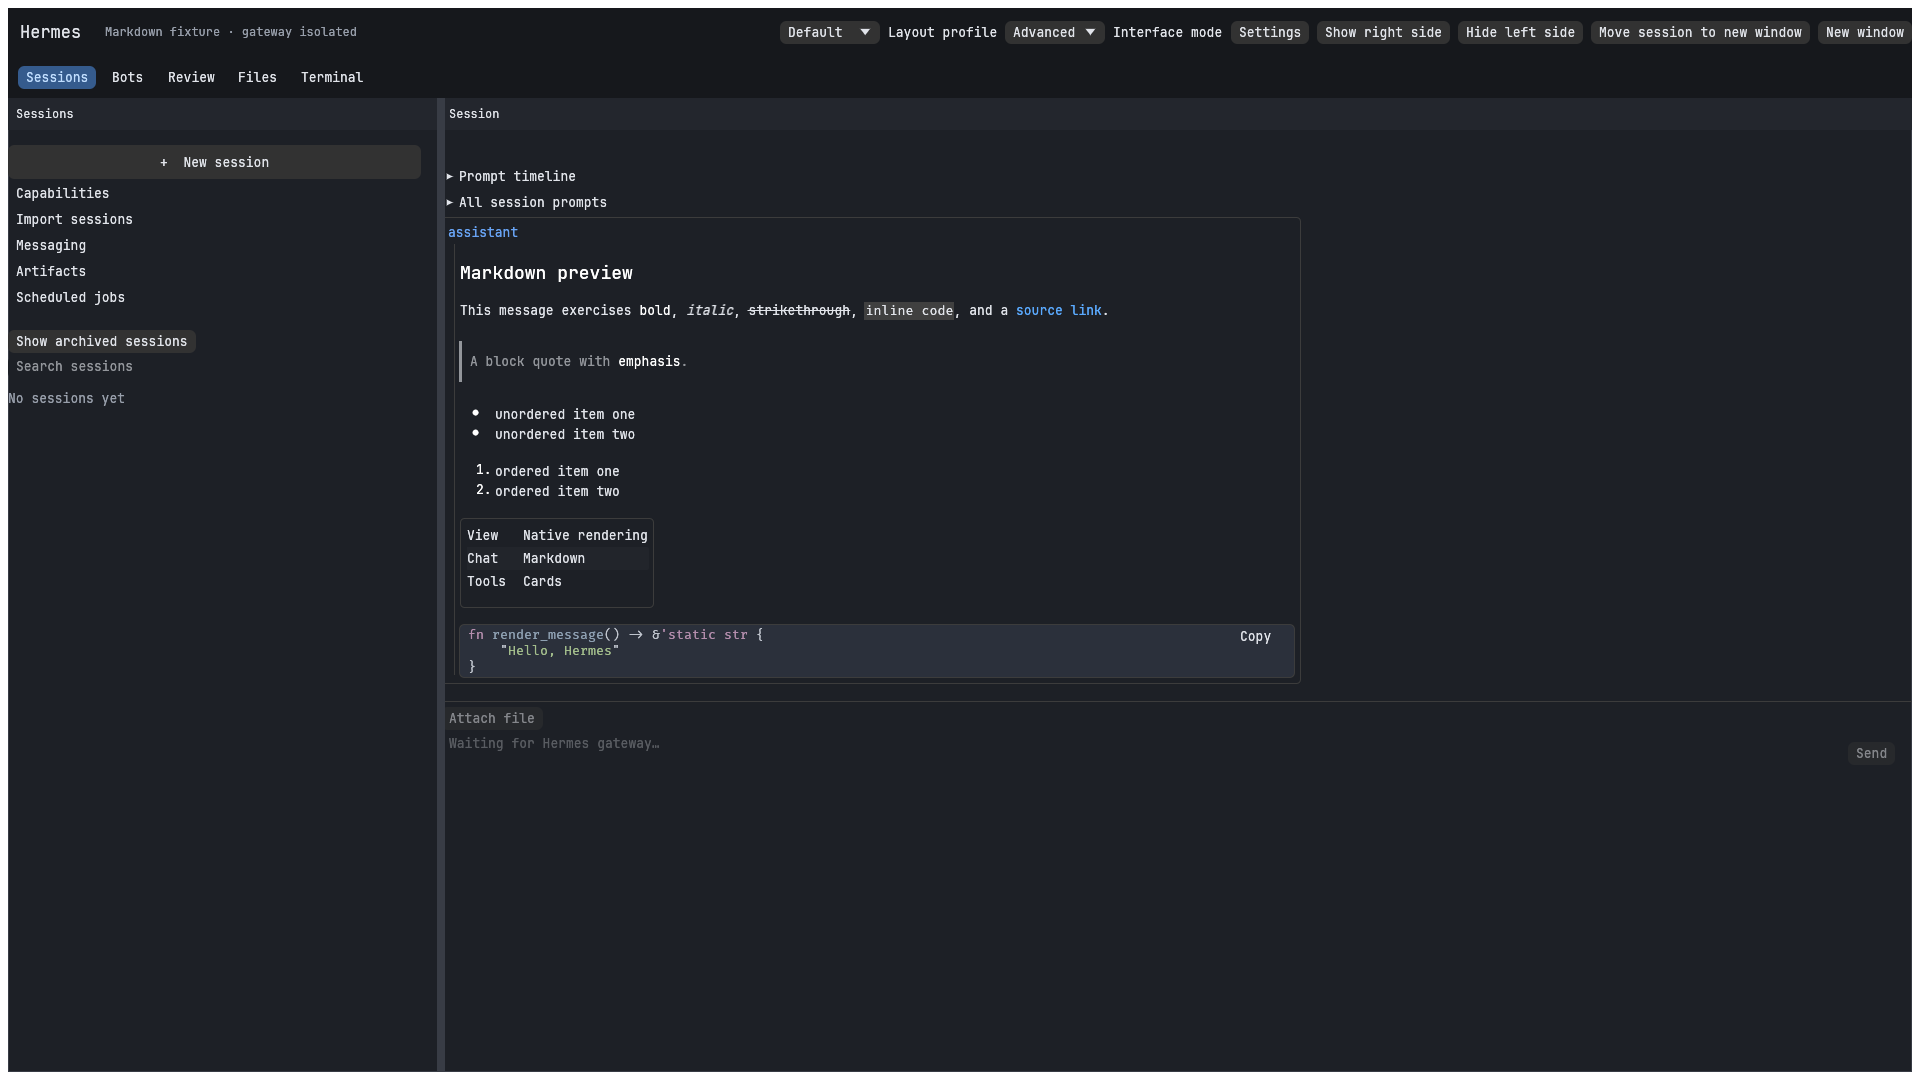 Hermes Markdown fixture · gateway isolated Default ▼ Layout profile Advanced ▼ Interface mode Settings Show right side Hide left side Move session to new window New window
Sessions Bots Review Files Terminal
Sessions
+ New session
Capabilities
Import sessions
Messaging
Artifacts
Scheduled jobs
Show archived sessions
Search sessions
No sessions yet
Session
▸ Prompt timeline
▸ All session prompts
assistant
Markdown preview
This message exercises bold, italic, strikethrough, inline code, and a source link.
A block quote with emphasis.
• unordered item one
• unordered item two
1. ordered item one
2. ordered item two
View Native rendering
Chat Markdown
Tools Cards
fn render_message() -> &'static str {
"Hello, Hermes"
}
Copy
Attach file
Waiting for Hermes gateway…
Send